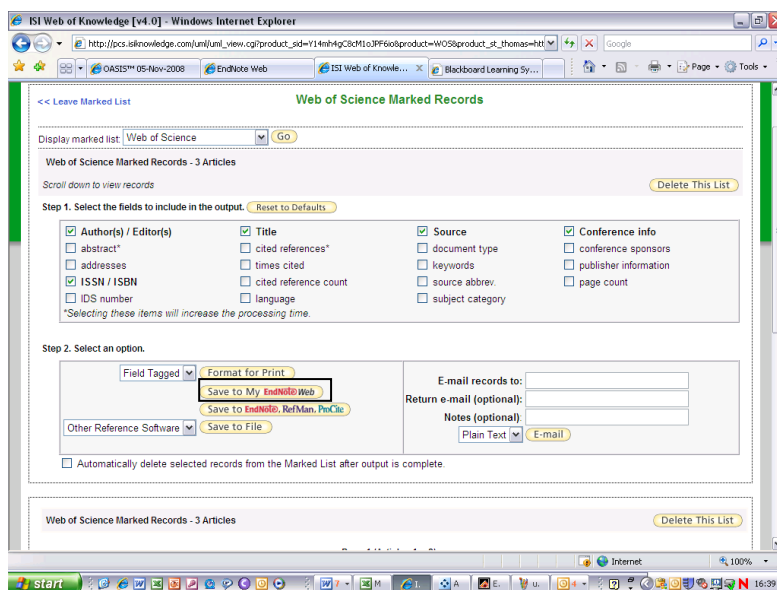 ISI Web of Knowledge [v4.0] - Windows Internet Explorer
http://pcs.isiknowledge.com/uml/uml_view.cgi?product_sid=Y14mh4gC8cM1oJPF6io&product=WOS&product_st_thomas=htt
Google
OASIS™ 05-Nov-2008 EndNote Web ISI Web of Knowle... Blackboard Learning Sy... Page Tools
<< Leave Marked List Web of Science Marked Records
Display marked list: Web of Science Go
Web of Science Marked Records - 3 Articles
Scroll down to view records Delete This List
Step 1. Select the fields to include in the output. Reset to Defaults
Author(s) / Editor(s) Title Source Conference info
abstract* cited references* document type conference sponsors
addresses times cited keywords publisher information
ISSN / ISBN cited reference count source abbrev. page count
IDS number language subject category
*Selecting these items will increase the processing time.
Step 2. Select an option.
Field Tagged Format for Print
Save to My EndNote Web E-mail records to:
Return e-mail (optional):
Save to EndNote, RefMan, ProCite Notes (optional):
Other Reference Software Save to File Plain Text E-mail
Automatically delete selected records from the Marked List after output is complete.
Web of Science Marked Records - 3 Articles Delete This List
Internet 100%
start 7 M I. A E. u. 4 16:39